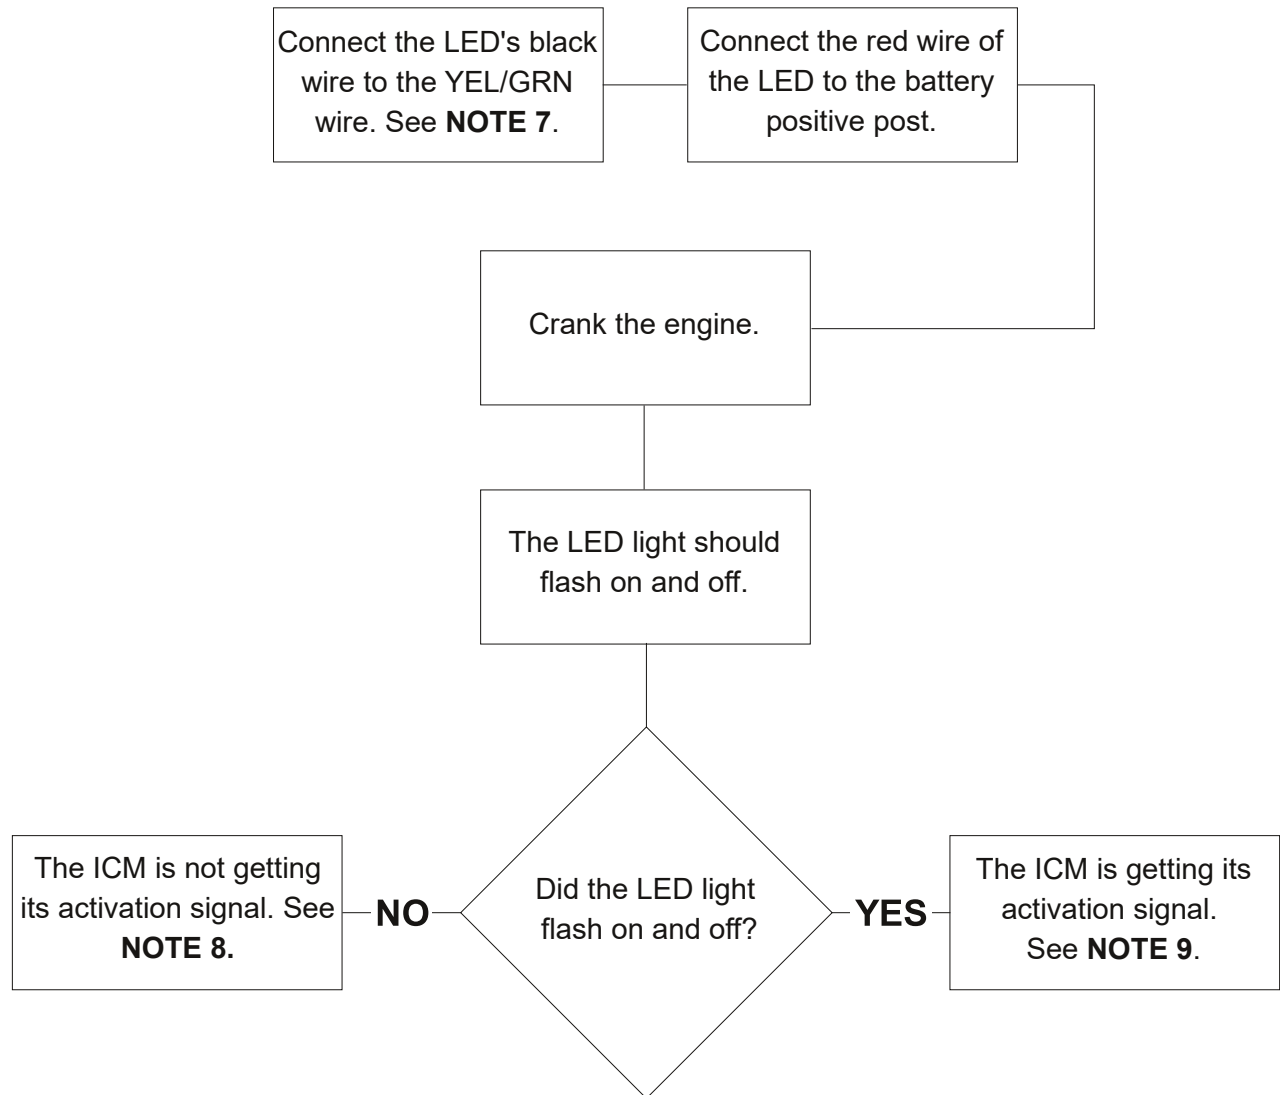 Connect the LED's black
wire to the YEL/GRN
wire. See NOTE 7.
Connect the red wire of
the LED to the battery
positive post.
Crank the engine.
The LED light should
flash on and off.
Did the LED light
flash on and off?
NO
The ICM is not getting
its activation signal. See
NOTE 8.
YES
The ICM is getting its
activation signal.
See NOTE 9.